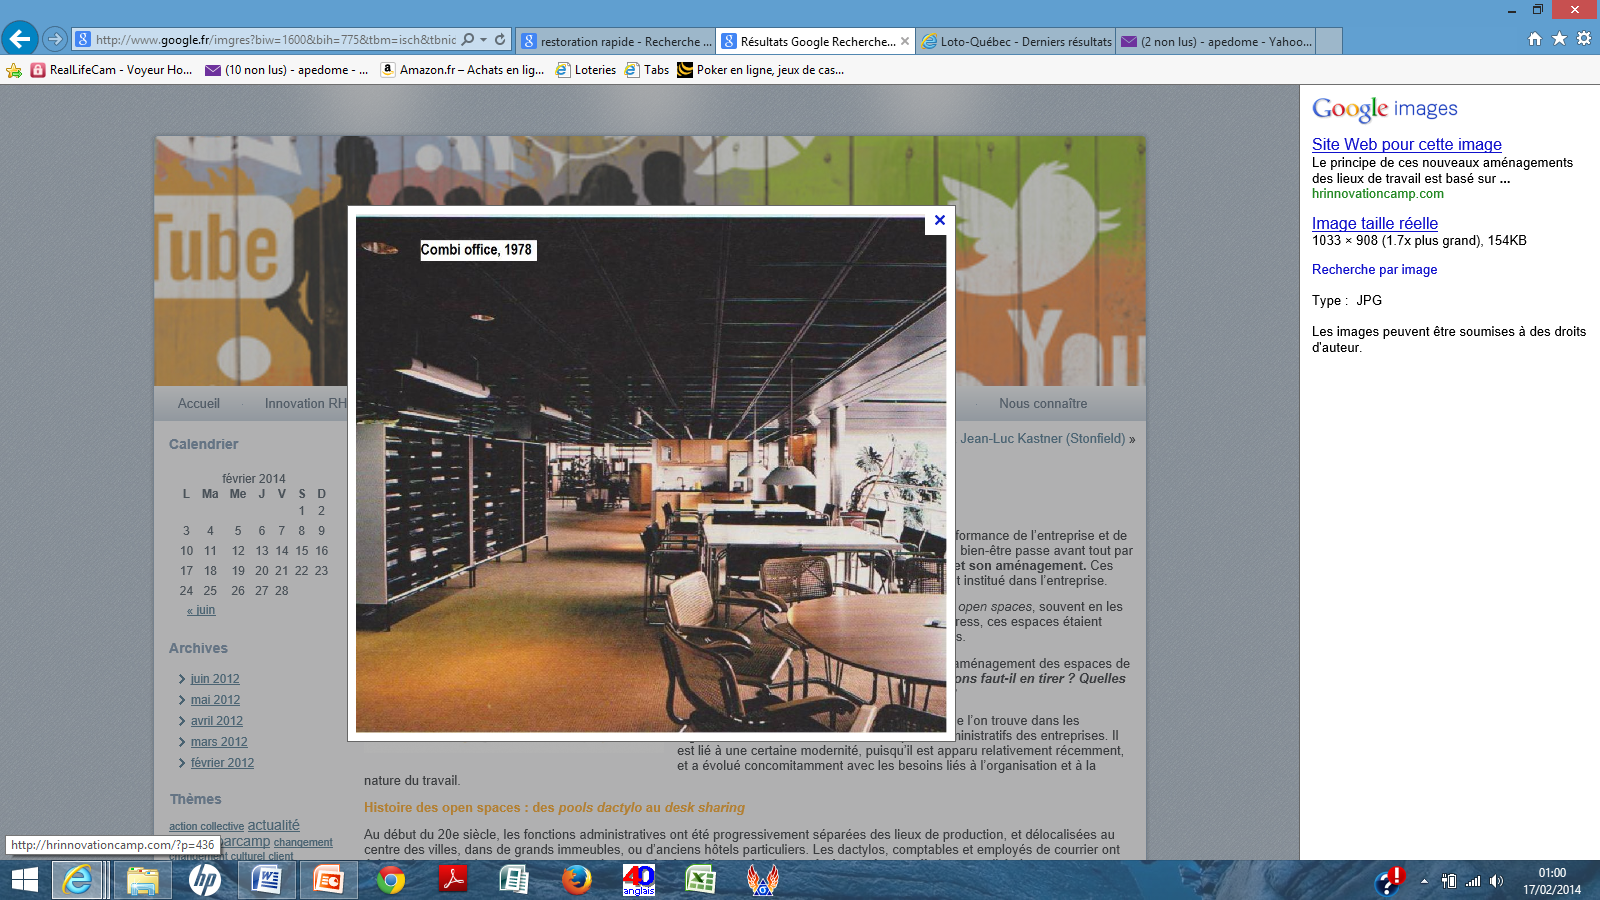 http://www.google.fr/imgres?biw=1600&bih=775&tbm=isch&tbnic
restoration rapide - Recherche ...
Résultats Google Recherche...
Loto-Québec - Derniers résultats
(2 non lus) - apedome - Yahoo...
RealLifeCam - Voyeur Ho...
(10 non lus) - apedome - ...
Amazon.fr – Achats en lig...
Loteries
Tabs
Poker en ligne, jeux de cas...
Google images
Site Web pour cette image
Le principe de ces nouveaux aménagements
des lieux de travail est basé sur ...
hrinnovationcamp.com
Image taille réelle
1033 × 908 (1.7x plus grand), 154KB
Recherche par image
Type : JPG
Les images peuvent être soumises à des droits
d'auteur.
Tube
You
Combi office, 1978
Accueil
Innovation RH
Nous connaître
Jean-Luc Kastner (Stonfield) »
Calendrier
février 2014
L Ma Me J V S D
1 2
3 4 5 6 7 8 9
10 11 12 13 14 15 16
17 18 19 20 21 22 23
24 25 26 27 28
« juin
Archives
juin 2012
mai 2012
avril 2012
mars 2012
février 2012
Thèmes
action collective actualité
arcamp changement
changement culturel client
formance de l'entreprise et de
bien-être passe avant tout par
et son aménagement. Ces
t institué dans l'entreprise.
open spaces, souvent en les
ress, ces espaces étaient
s.
aménagement des espaces de
ons faut-il en tirer ? Quelles
e l'on trouve dans les
ministratifs des entreprises. Il
est lié à une certaine modernité, puisqu'il est apparu relativement récemment,
et a évolué concomitamment avec les besoins liés à l'organisation et à la
nature du travail.
Histoire des open spaces : des pools dactylo au desk sharing
Au début du 20e siècle, les fonctions administratives ont été progressivement séparées des lieux de production, et délocalisées au
centre des villes, dans de grands immeubles, ou d'anciens hôtels particuliers. Les dactylos, comptables et employés de courrier ont
http://hrinnovationcamp.com/?p=436
hp
40
anglais
01:00
17/02/2014